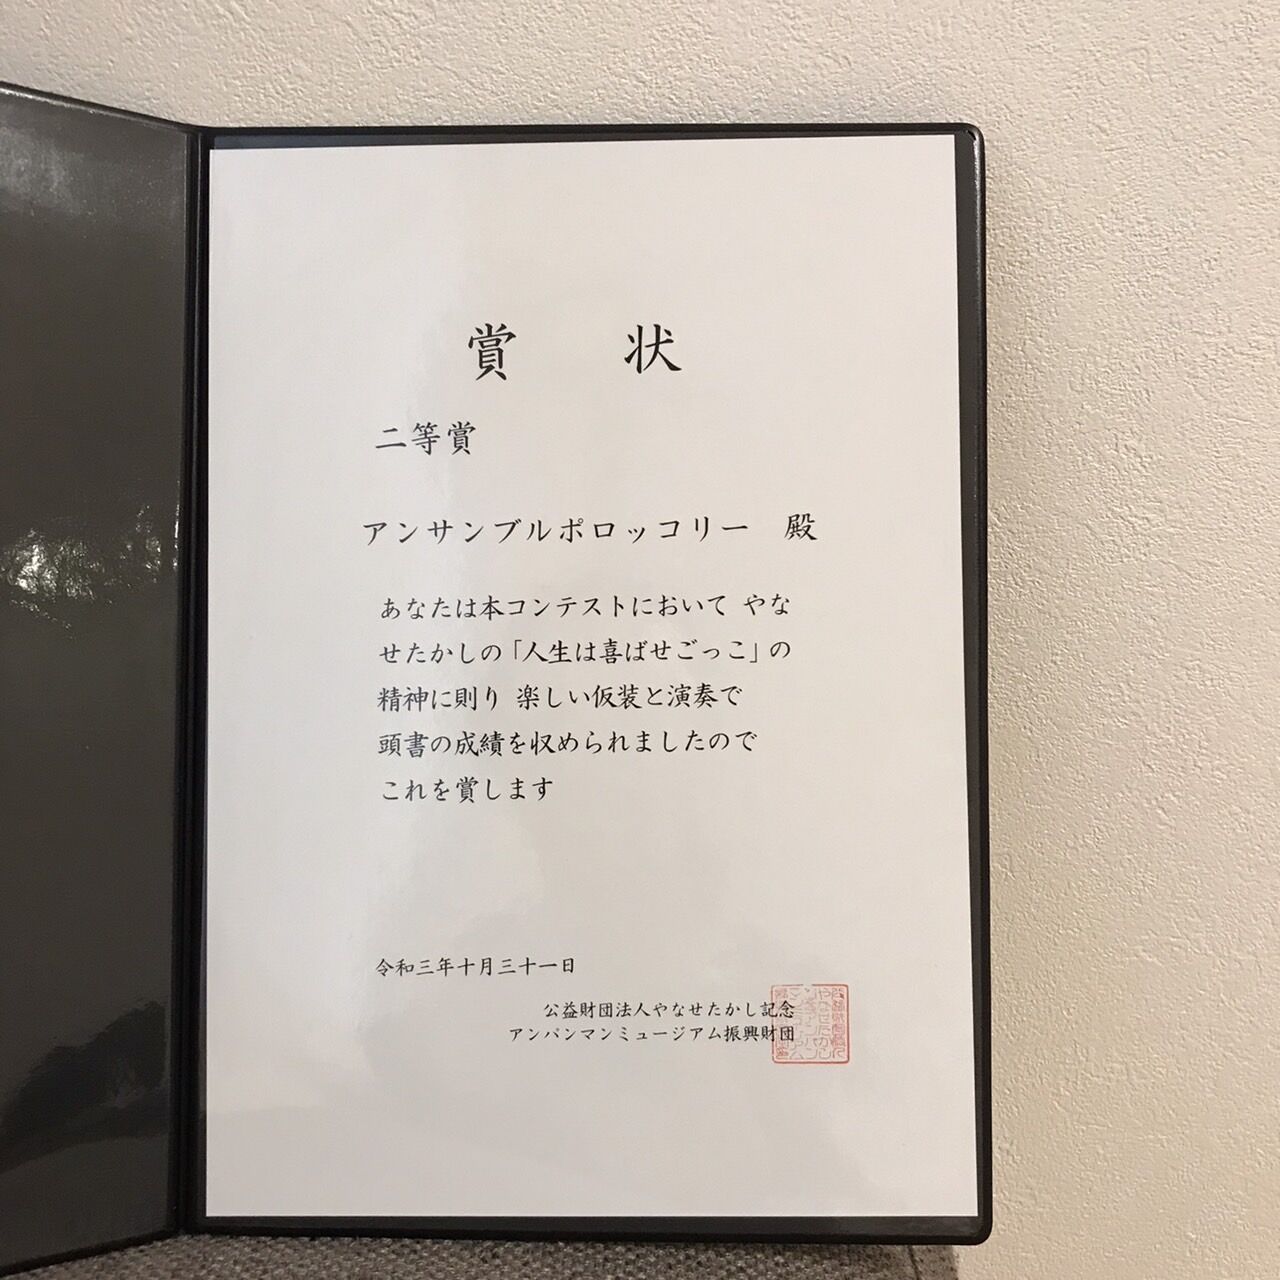 賞 状
二等賞
アンサンブルポロッコリー 殿
あなたは本コンテストにおいて やな
せたかしの「人生は喜ばせごっこ」の
精神に則り 楽しい仮装と演奏で
頭書の成績を収められましたので
これを賞します
令和三年十月三十一日
公益財団法人やなせたかし記念
アンパンマンミュージアム振興財団